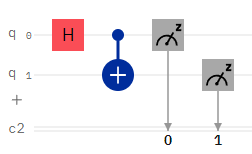 q 0 H z
q 1 + z
+
c2 0 1